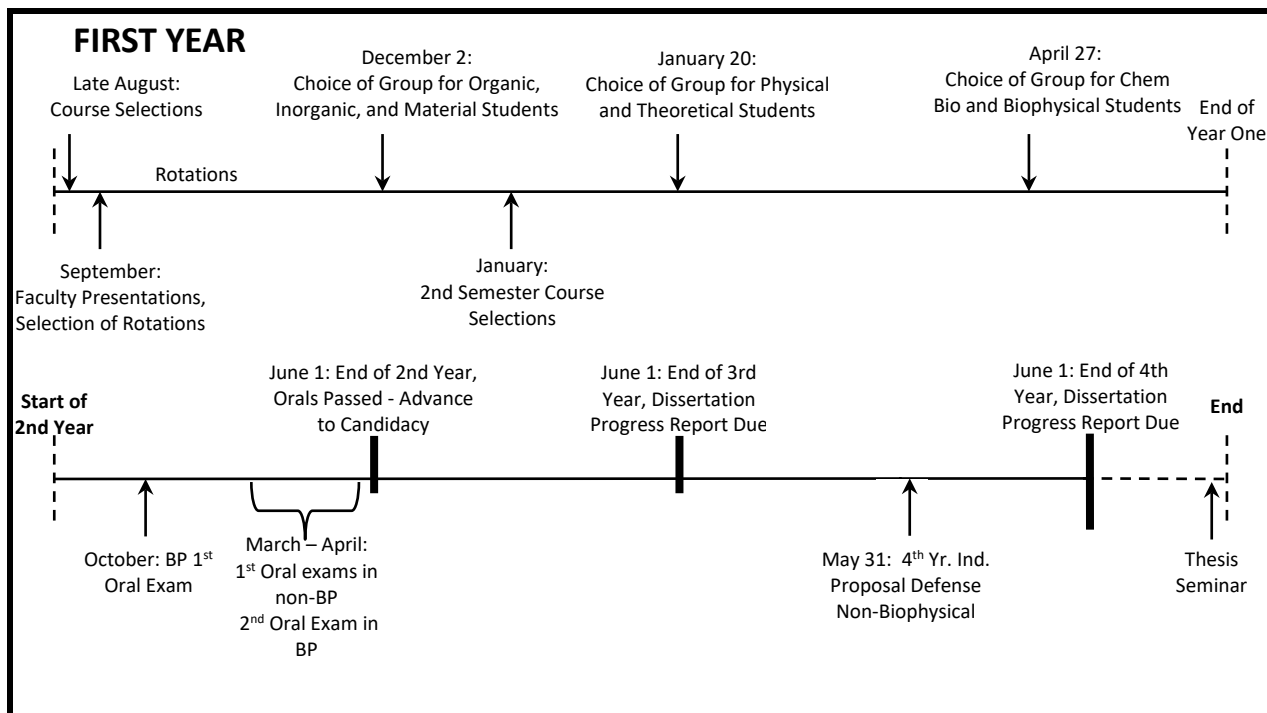 FIRST YEAR
Late August:
Course Selections
December 2:
Choice of Group for Organic,
Inorganic, and Material Students
January 20:
Choice of Group for Physical
and Theoretical Students
April 27:
Choice of Group for Chem
Bio and Biophysical Students
End of
Year One
Rotations
September:
Faculty Presentations,
Selection of Rotations
January:
2nd Semester Course
Selections
Start of
2nd Year
June 1: End of 2nd Year,
Orals Passed - Advance
to Candidacy
June 1: End of 3rd
Year, Dissertation
Progress Report Due
June 1: End of 4th
Year, Dissertation
Progress Report Due
End
October: BP 1st
Oral Exam
March – April:
1st Oral exams in
non-BP
2nd Oral Exam in
BP
May 31: 4th Yr. Ind.
Proposal Defense
Non-Biophysical
Thesis
Seminar